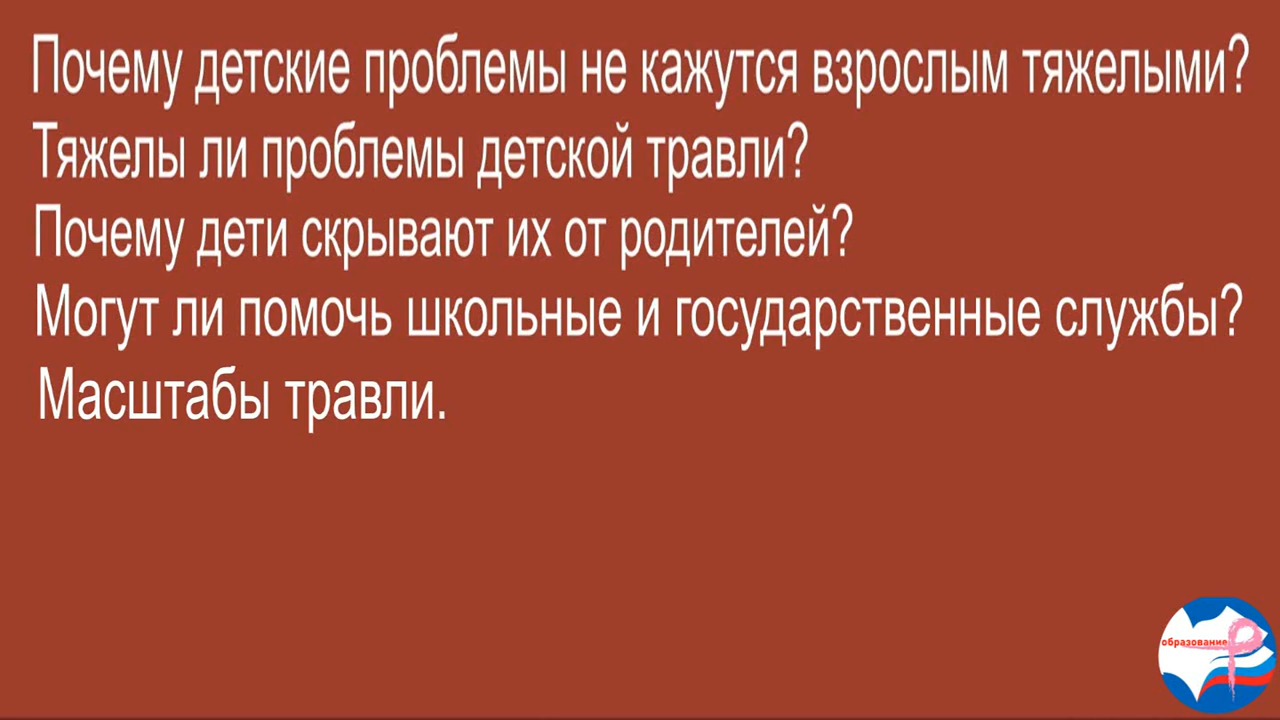 Почему детские проблемы не кажутся взрослым тяжелыми?
Тяжелы ли проблемы детской травли?
Почему дети скрывают их от родителей?
Могут ли помочь школьные и государственные службы?
Масштабы травли.
образование